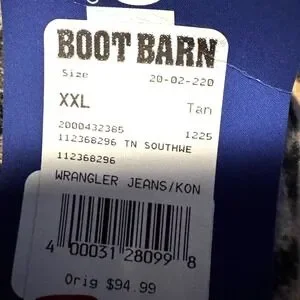 BOOT BARN
Size 20-02-220
XXL Tan
2000432385 1225
112368296 TN SOUTHWE
112368296
WRANGLER JEANS/KON
4 00031 28099 8
Orig $94.99